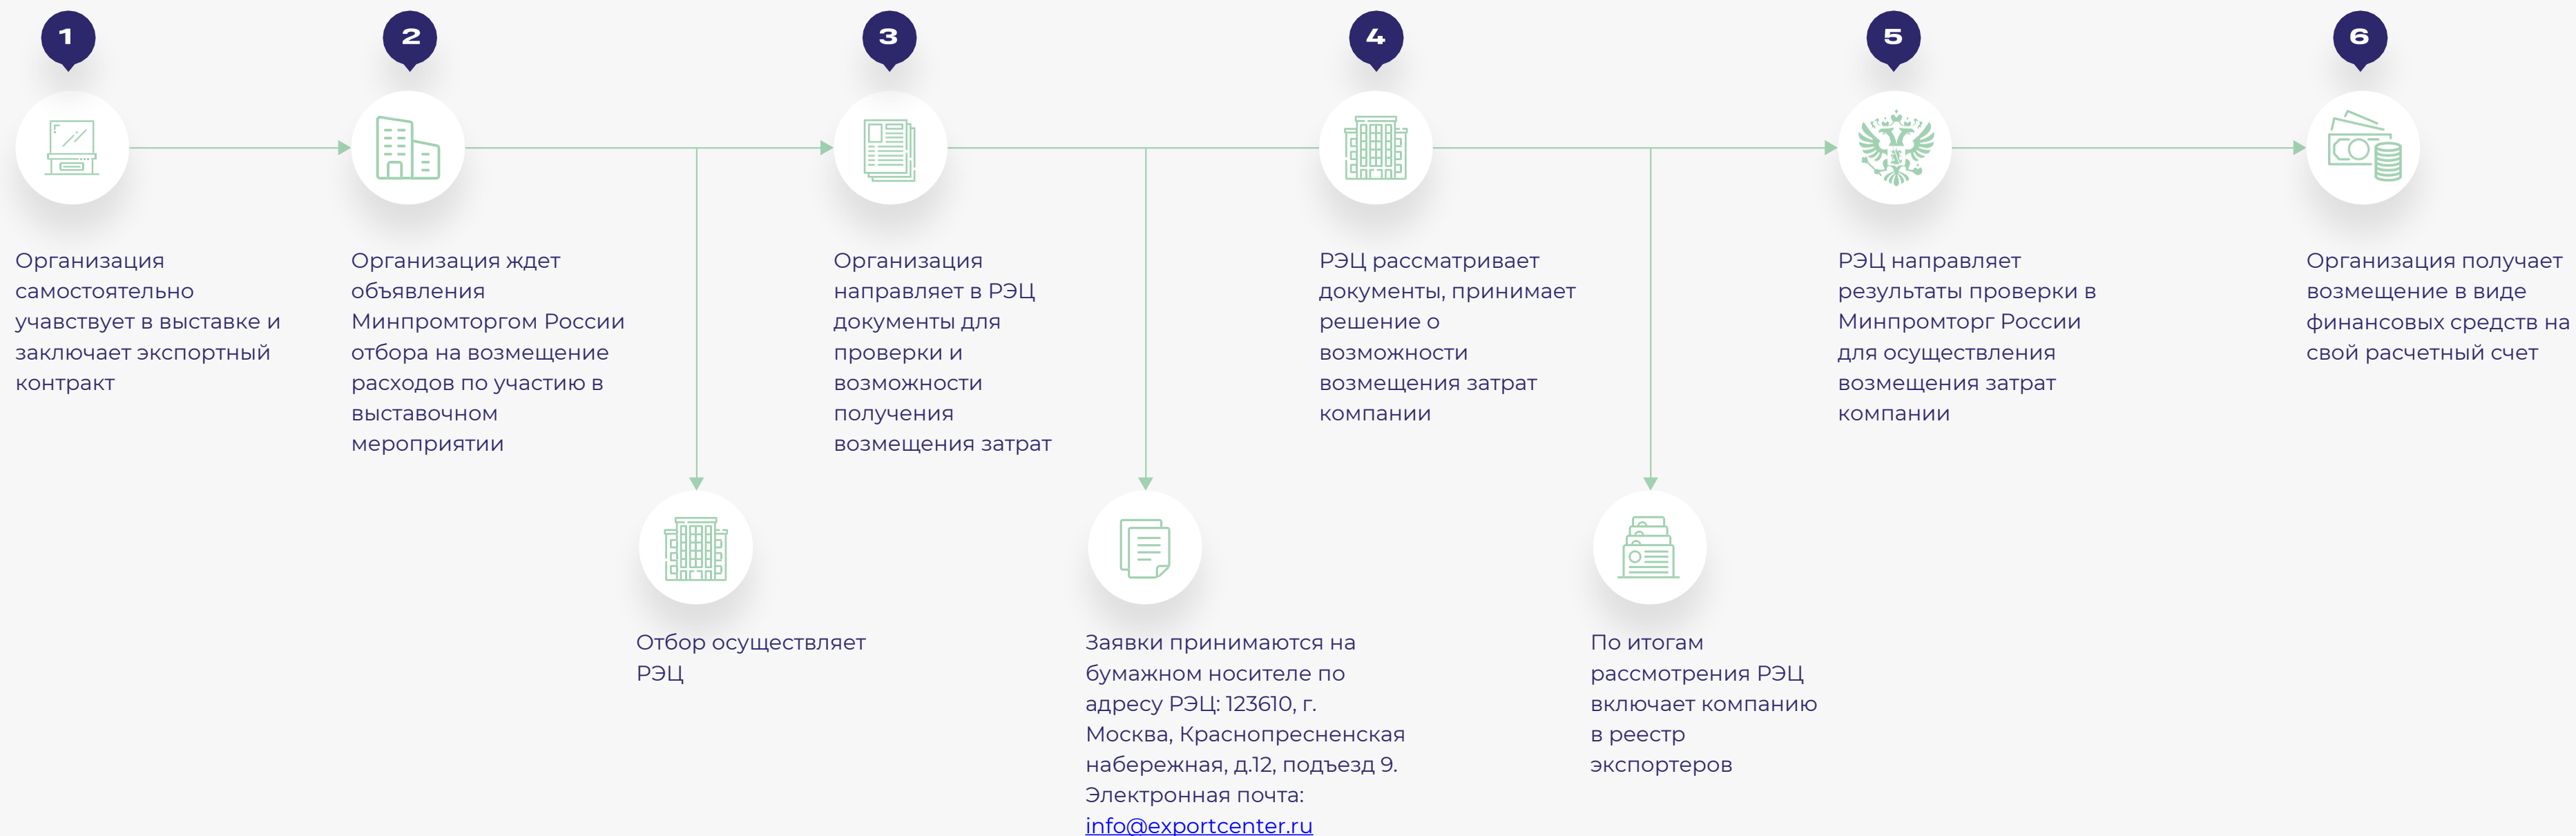 1
2
3
4
5
6
Организация
самостоятельно
учавствует в выставке и
заключает экспортный
контракт
Организация ждет
объявления
Минпромторгом России
отбора на возмещение
расходов по участию в
выставочном
мероприятии
Организация
направляет в РЭЦ
документы для
проверки и
возможности
получения
возмещения затрат
РЭЦ рассматривает
документы, принимает
решение о
возможности
возмещения затрат
компании
РЭЦ направляет
результаты проверки в
Минпромторг России
для осуществления
возмещения затрат
компании
Организация получает
возмещение в виде
финансовых средств на
свой расчетный счет
Отбор осуществляет
РЭЦ
Заявки принимаются на
бумажном носителе по
адресу РЭЦ: 123610, г.
Москва, Краснопресненская
набережная, д.12, подъезд 9.
Электронная почта:
info@exportcenter.ru
По итогам
рассмотрения РЭЦ
включает компанию
в реестр
экспортеров